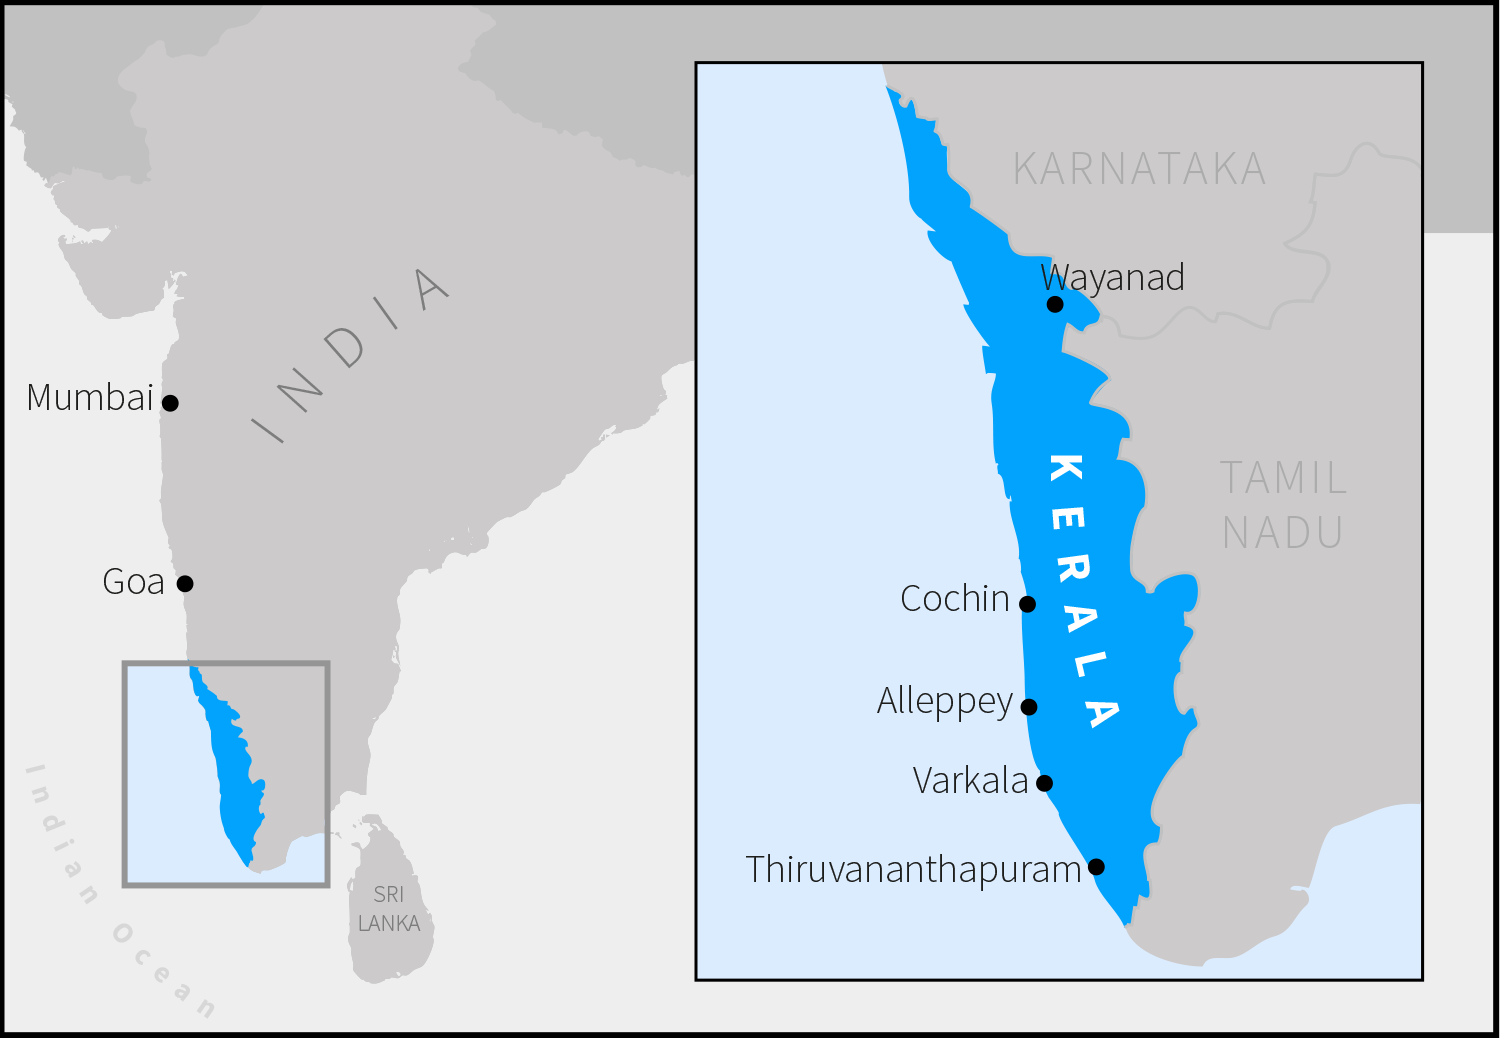 INDIA
Mumbai
Goa
Indian Ocean
SRI
LANKA
KARNATAKA
Wayanad
TAMIL
NADU
KERALA
Cochin
Alleppey
Varkala
Thiruvananthapuram